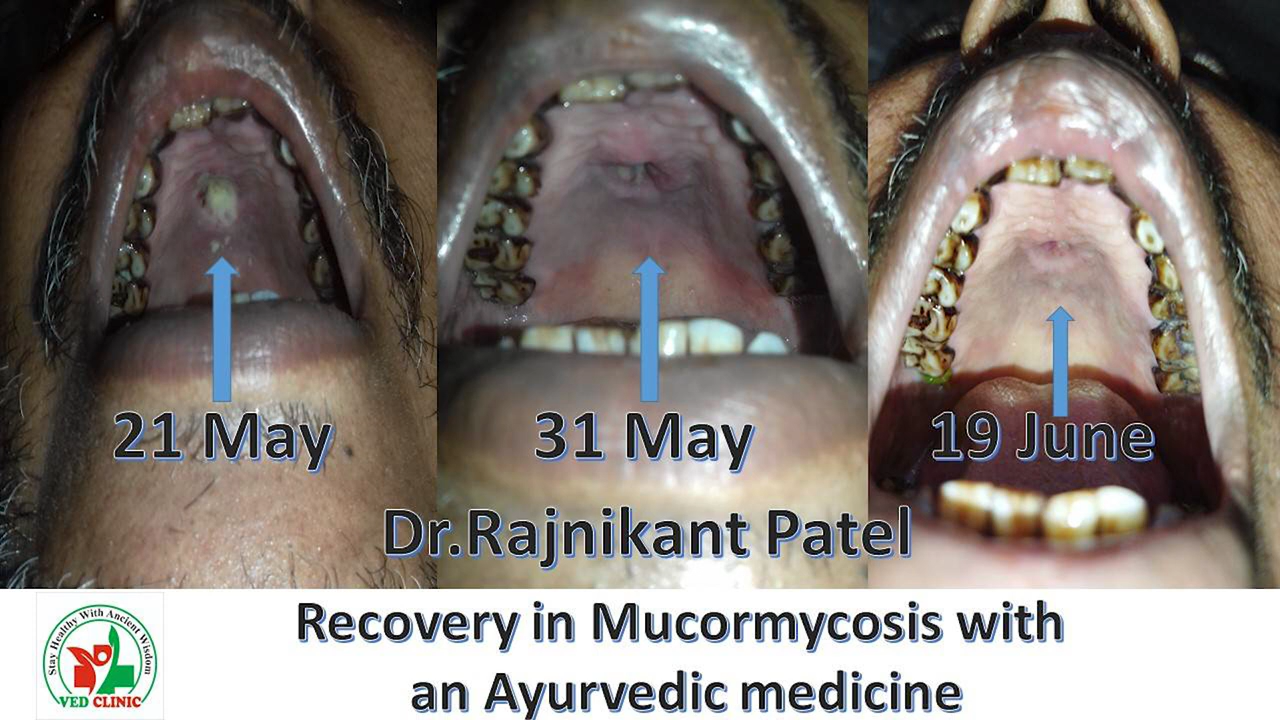 21 May
31 May
19 June
Dr.Rajnikant Patel
Stay Healthy With Ancient Wisdom
VED CLINIC
Recovery in Mucormycosis with
an Ayurvedic medicine